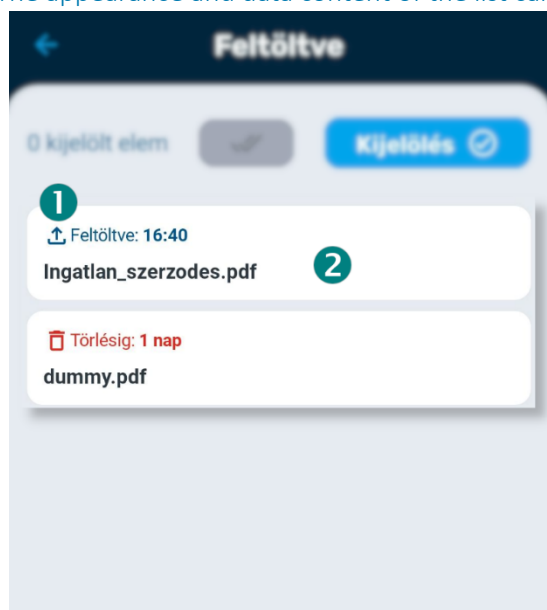 Feltöltve
0 kijelölt elem
Kijelölés
1
Feltöltve: 16:40
Ingatlan_szerzodes.pdf
2
Törlésig: 1 nap
dummy.pdf